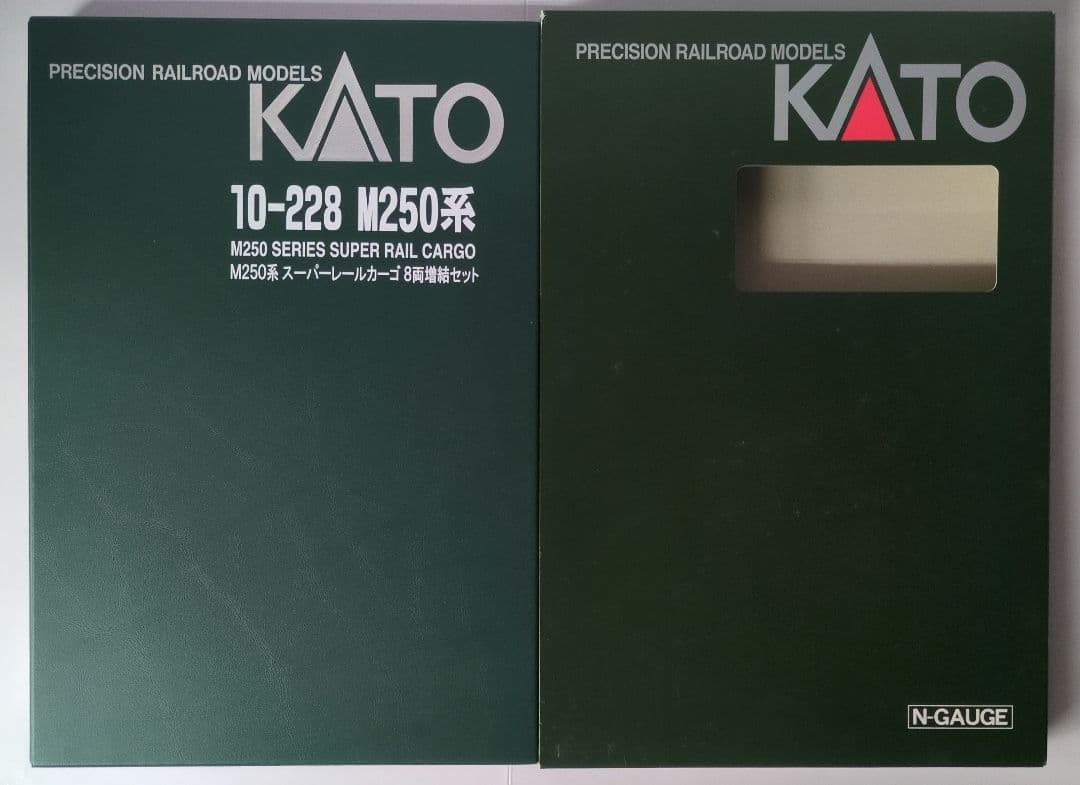 PRECISION RAILROAD MODELS
KATO
10-228 M250系
M250 SERIES SUPER RAIL CARGO
M250系 スーパーレールカーゴ 8両増結セット
PRECISION RAILROAD MODELS
KATO
N-GAUGE